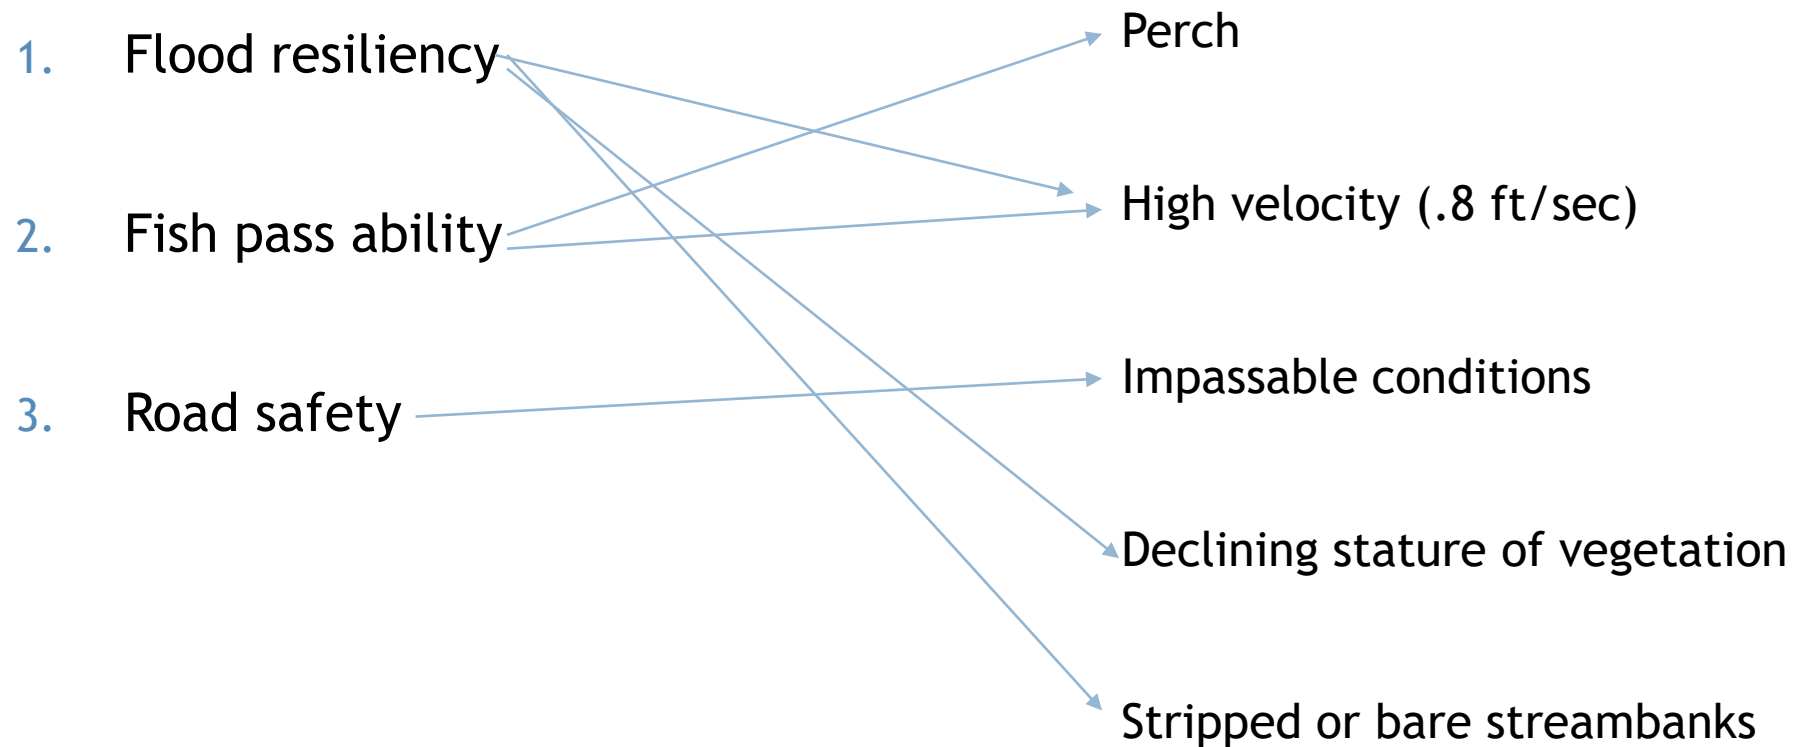 1. Flood resiliency
2. Fish pass ability
3. Road safety
Perch
High velocity (.8 ft/sec)
Impassable conditions
Declining stature of vegetation
Stripped or bare streambanks